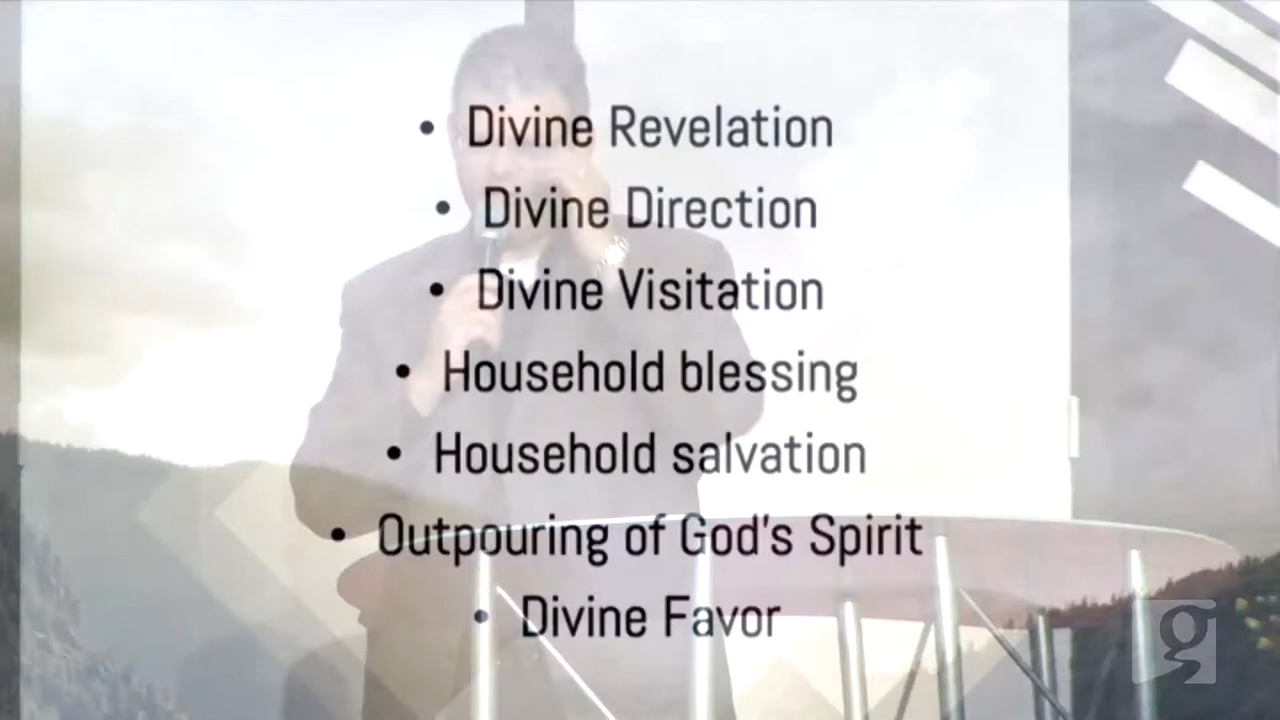 • Divine Revelation
• Divine Direction
• Divine Visitation
• Household blessing
• Household salvation
• Outpouring of God's Spirit
• Divine Favor
g